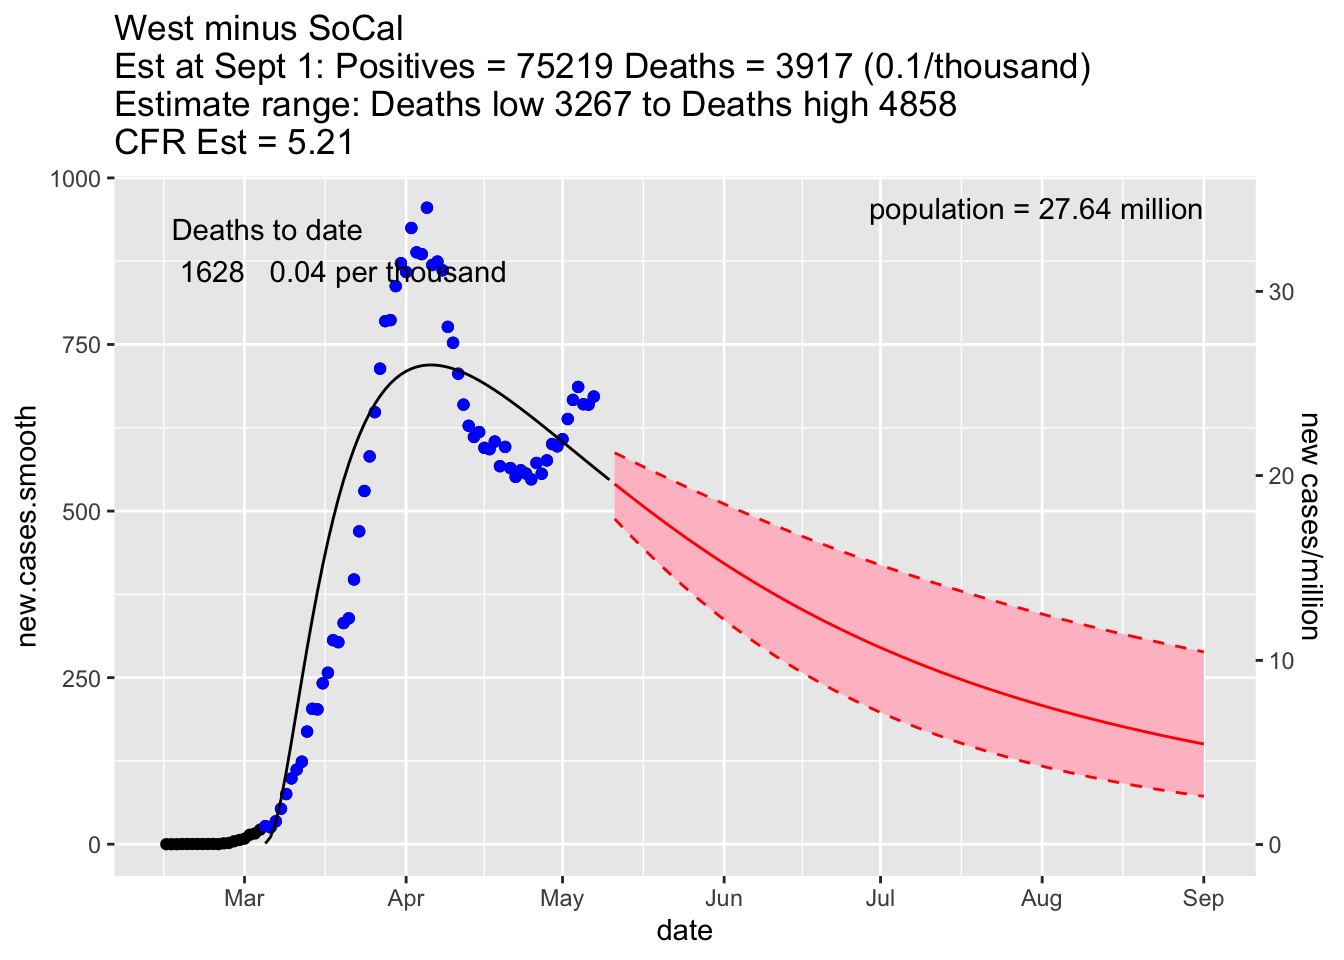 West minus SoCal
Est at Sept 1: Positives = 75219 Deaths = 3917 (0.1/thousand)
Estimate range: Deaths low 3267 to Deaths high 4858
CFR Est = 5.21
1000
750
500
250
0
new.cases.smooth
Deaths to date
1628 0.04 per thousand
population = 27.64 million
30
20
10
0
new cases/million
Mar Apr May Jun Jul Aug Sep
date